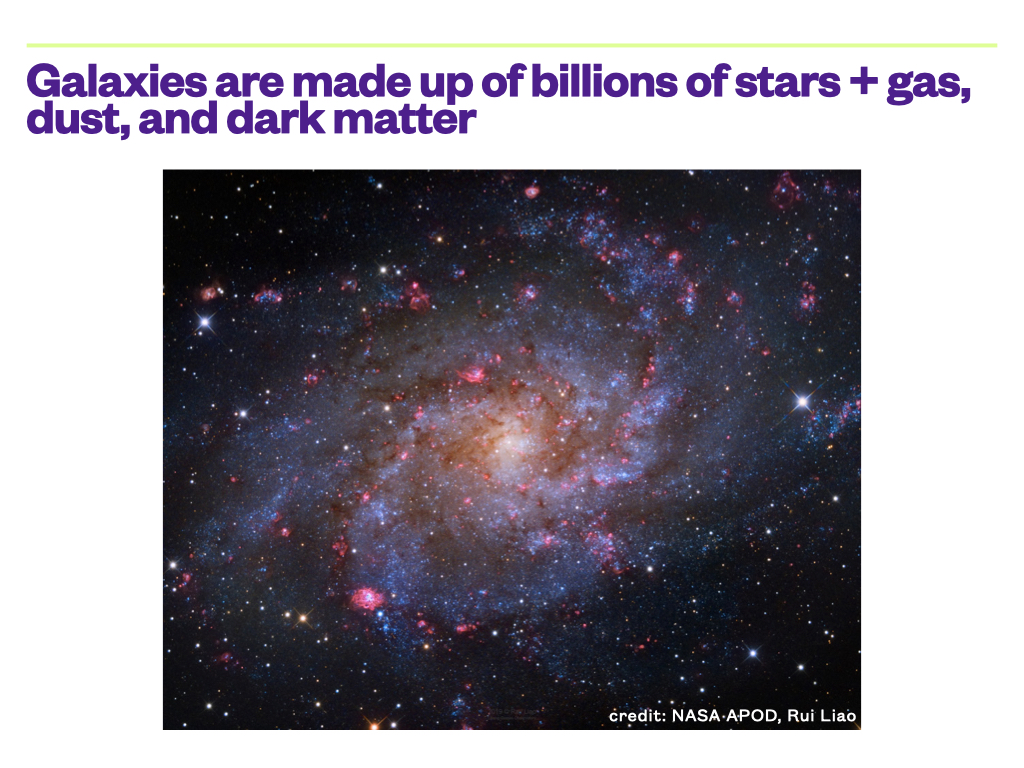 Galaxies are made up of billions of stars + gas,
dust, and dark matter
credit: NASA APOD, Rui Liao